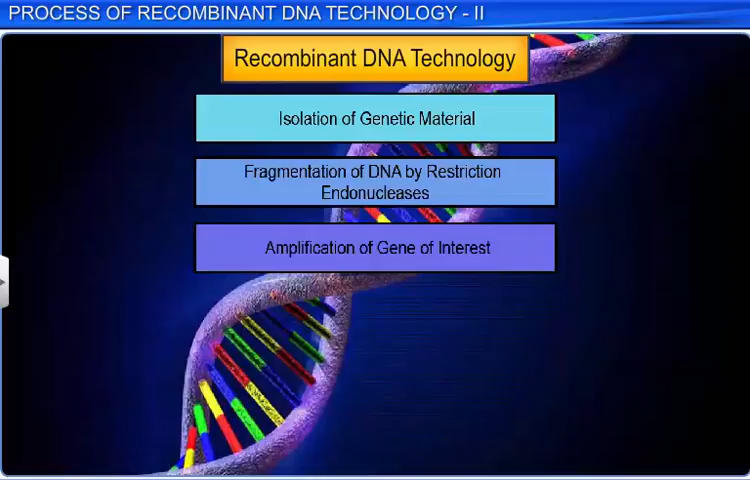 PROCESS OF RECOMBINANT DNA TECHNOLOGY - II
Recombinant DNA Technology
Isolation of Genetic Material
Fragmentation of DNA by Restriction
Endonucleases
Amplification of Gene of Interest